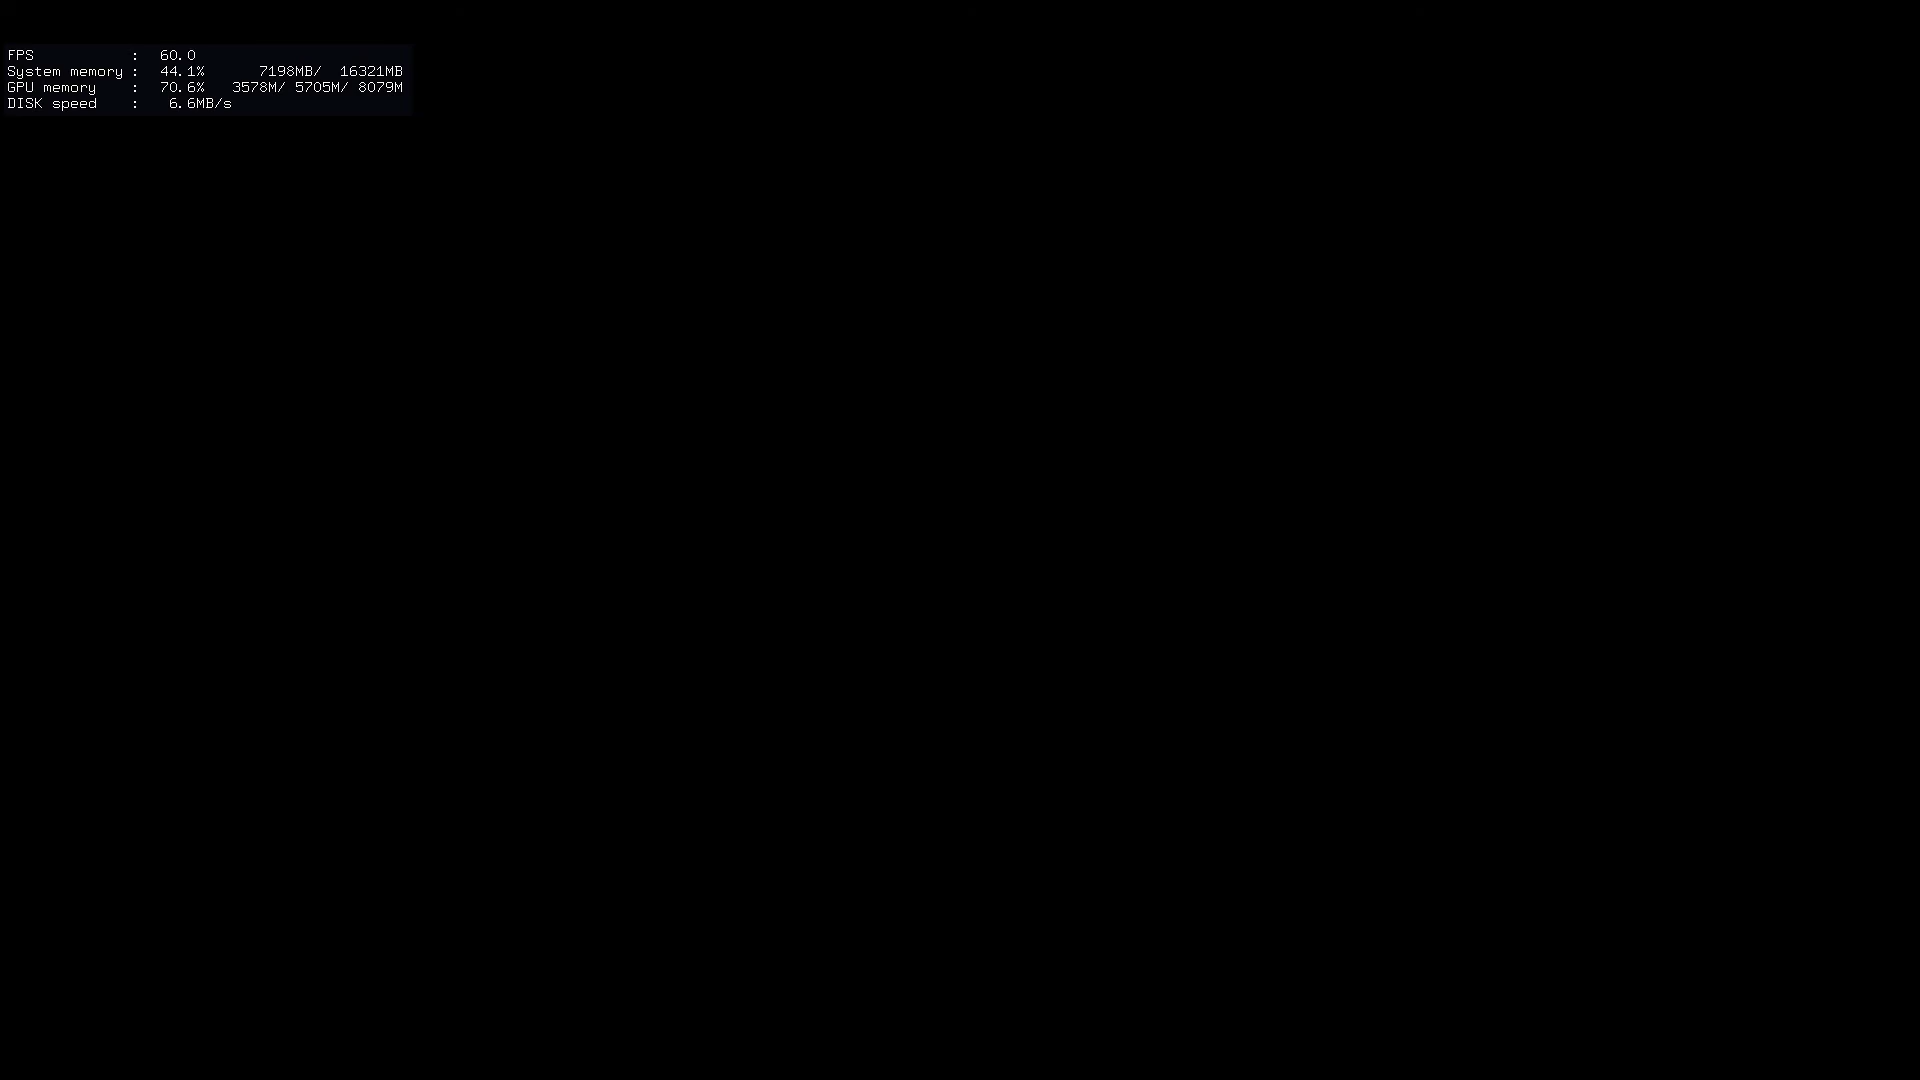 FPS : 60.0
System memory : 44.1% 7198MB/ 16321MB
GPU memory : 70.6% 3578M/ 5705M/ 8079M
DISK speed : 6.6MB/s